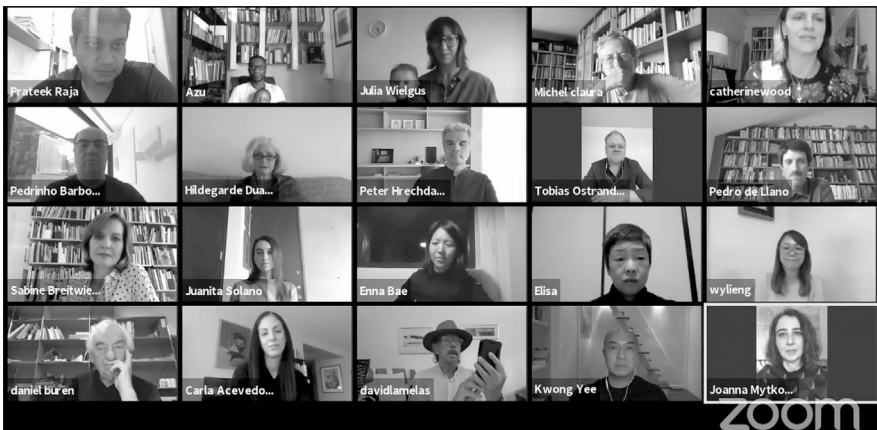 Prateek Raja
Azu
Julia Wielgus
Michel claura
catherinewood
Pedrinho Barbo...
Hildegarde Dua...
Peter Hrechda...
Tobias Ostrand...
Pedro de Llano
Sabine Breitwie...
Juanita Solano
Enna Bae
Elisa
wylieng
daniel buren
Carla Acevedo...
davidlamelas
Kwong Yee
Joanna Mytko...
zoom